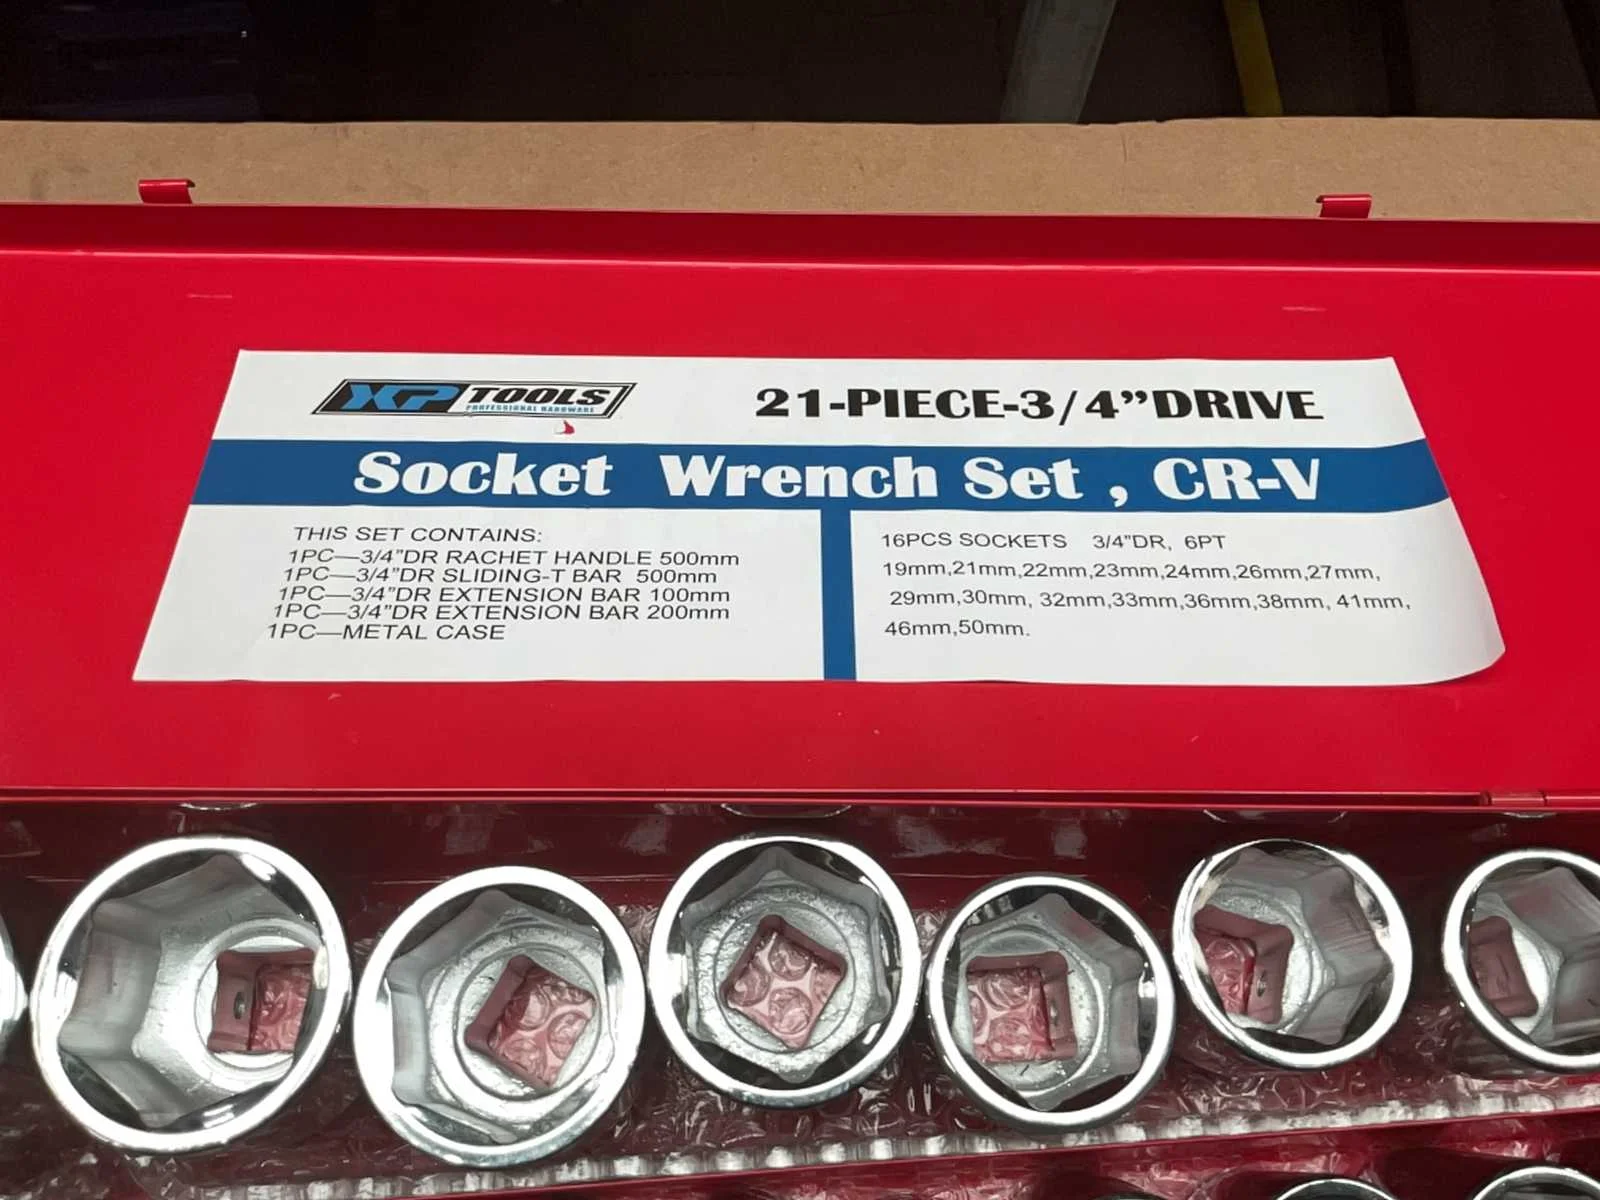 XP TOOLS
PROFESSIONAL HARDWARE
21-PIECE-3/4”DRIVE
Socket Wrench Set , CR-V
THIS SET CONTAINS:
1PC—3/4”DR RACHET HANDLE 500mm
1PC—3/4”DR SLIDING-T BAR 500mm
1PC—3/4”DR EXTENSION BAR 100mm
1PC—3/4”DR EXTENSION BAR 200mm
1PC—METAL CASE
16PCS SOCKETS 3/4”DR, 6PT
19mm,21mm,22mm,23mm,24mm,26mm,27mm,
29mm,30mm, 32mm,33mm,36mm,38mm, 41mm,
46mm,50mm.